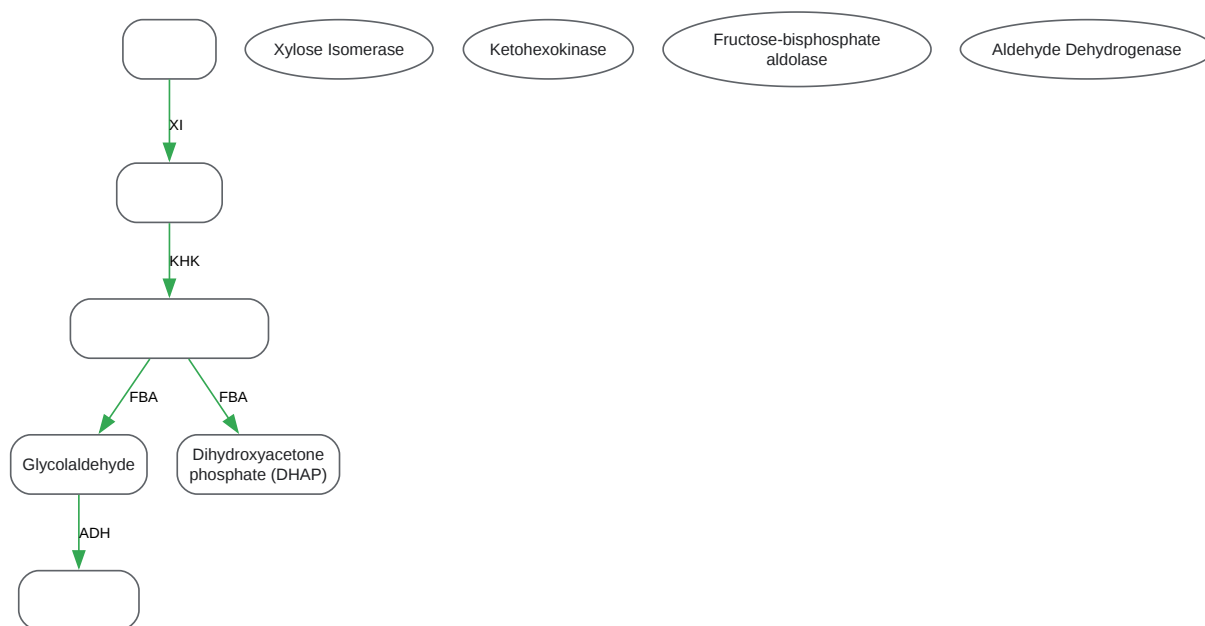 Xylose Isomerase
Ketohexokinase
Fructose-bisphosphate
aldolase
Aldehyde Dehydrogenase
XI
KHK
FBA
FBA
Glycolaldehyde
Dihydroxyacetone
phosphate (DHAP)
ADH